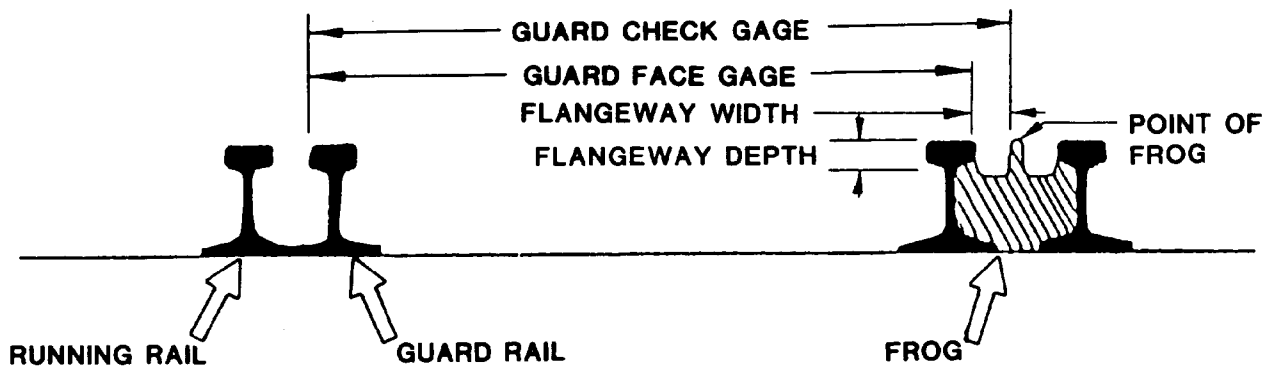 GUARD CHECK GAGE
GUARD FACE GAGE
FLANGEWAY WIDTH
FLANGEWAY DEPTH
POINT OF
FROG
RUNNING RAIL
GUARD RAIL
FROG